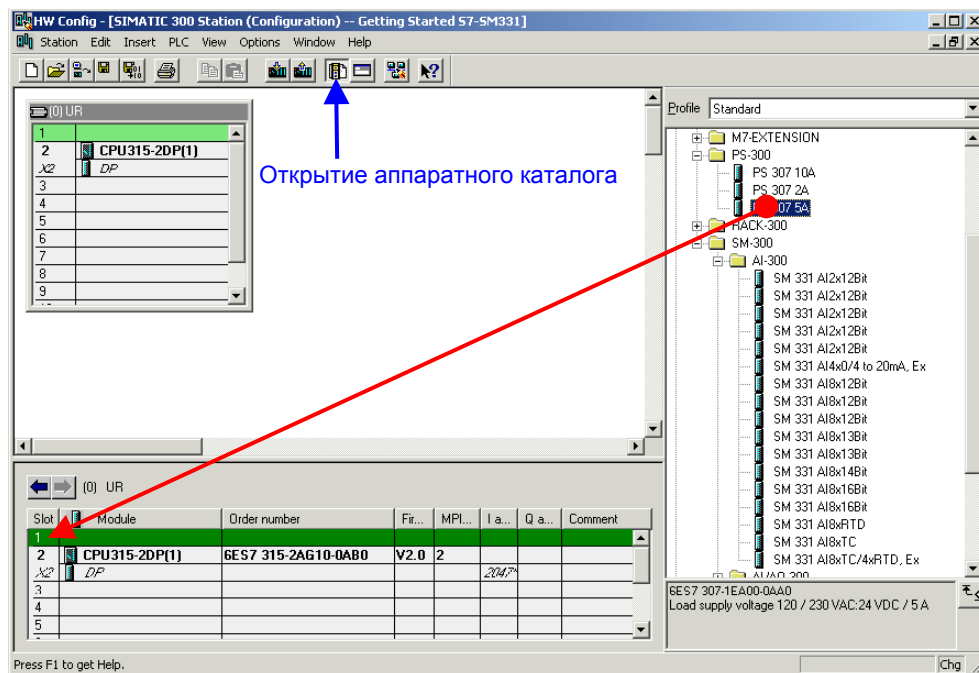 HW Config - [SIMATIC 300 Station (Configuration) -- Getting Started S7-SM331]
Station Edit Insert PLC View Options Window Help
(0) UR
1
2 CPU315-2DP(1)
X2 DP
3
4
5
6
7
8
9
Открытие аппаратного каталога
Profile Standard
M7-EXTENSION
PS-300
PS 307 10A
PS 307 2A
07 5A
RACK-300
SM-300
AI-300
SM 331 AI2x12Bit
SM 331 AI2x12Bit
SM 331 AI2x12Bit
SM 331 AI2x12Bit
SM 331 AI2x12Bit
SM 331 AI4x0/4 to 20mA, Ex
SM 331 AI8x12Bit
SM 331 AI8x12Bit
SM 331 AI8x12Bit
SM 331 AI8x13Bit
SM 331 AI8x13Bit
SM 331 AI8x14Bit
SM 331 AI8x16Bit
SM 331 AI8x16Bit
SM 331 AI8xRTD
SM 331 AI8xTC
SM 331 AI8xTC/4xRTD, Ex
AI/AO-300
6ES7 307-1EA00-0AA0
Load supply voltage 120 / 230 VAC:24 VDC / 5 A
(0) UR
Slot Module Order number Fir... MPI... I a... Q a... Comment
1
2 CPU315-2DP(1) 6ES7 315-2AG10-0AB0 V2.0 2
X2 DP 2047*
3
4
5
Press F1 to get Help.
Chg